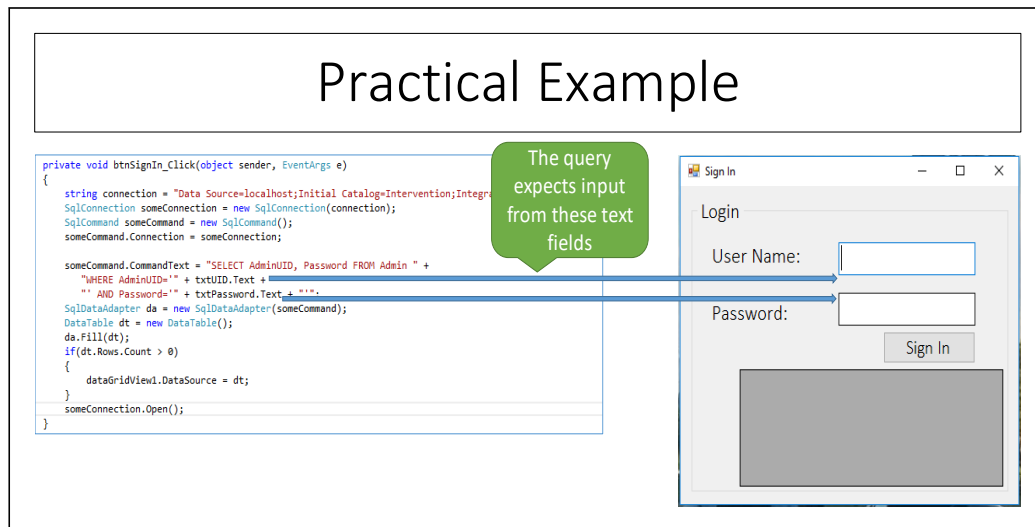 Practical Example
private void btnSignIn_Click(object sender, EventArgs e)
{
string connection = "Data Source=localhost;Initial Catalog=Intervention;Integra
SqlConnection someConnection = new SqlConnection(connection);
SqlCommand someCommand = new SqlCommand();
someCommand.Connection = someConnection;
someCommand.CommandText = "SELECT AdminUID, Password FROM Admin " +
"WHERE AdminUID='" + txtUID.Text +
"' AND Password='" + txtPassword.Text + "'";
SqlDataAdapter da = new SqlDataAdapter(someCommand);
DataTable dt = new DataTable();
da.Fill(dt);
if(dt.Rows.Count > 0)
{
dataGridView1.DataSource = dt;
}
someConnection.Open();
}
The query
expects input
from these text
fields
Sign In
Login
User Name:
Password:
Sign In